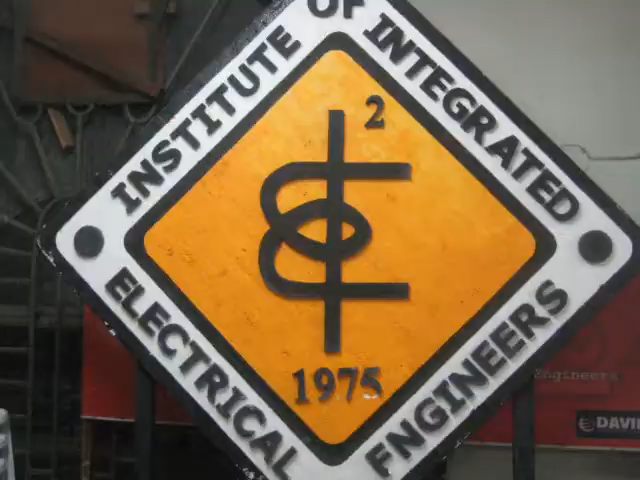 INSTITUTE OF INTEGRATED
ELECTRICAL ENGINEERS
2
1975
Engineers
DAVI